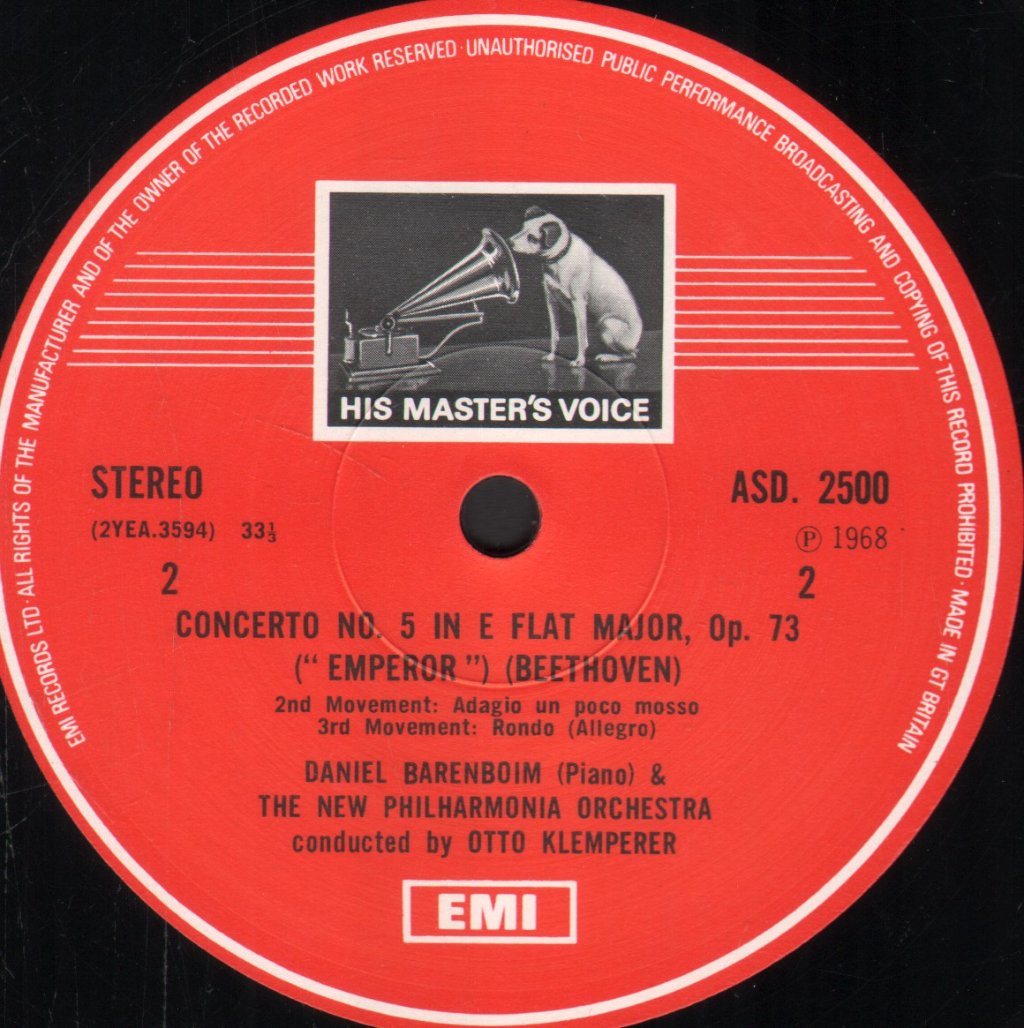 EMI RECORDS LTD · ALL RIGHTS OF THE MANUFACTURER AND OF THE OWNER OF THE RECORDED WORK RESERVED · UNAUTHORISED PUBLIC PERFORMANCE BROADCASTING AND COPYING OF THIS RECORD PROHIBITED · MADE IN GT BRITAIN
HIS MASTER'S VOICE
STEREO ASD. 2500
(2YEA.3594) 33⅓ ℗ 1968
2 2
CONCERTO NO. 5 IN E FLAT MAJOR, Op. 73
("EMPEROR") (BEETHOVEN)
2nd Movement: Adagio un poco mosso
3rd Movement: Rondo (Allegro)
DANIEL BARENBOIM (Piano) &
THE NEW PHILHARMONIA ORCHESTRA
conducted by OTTO KLEMPERER
EMI